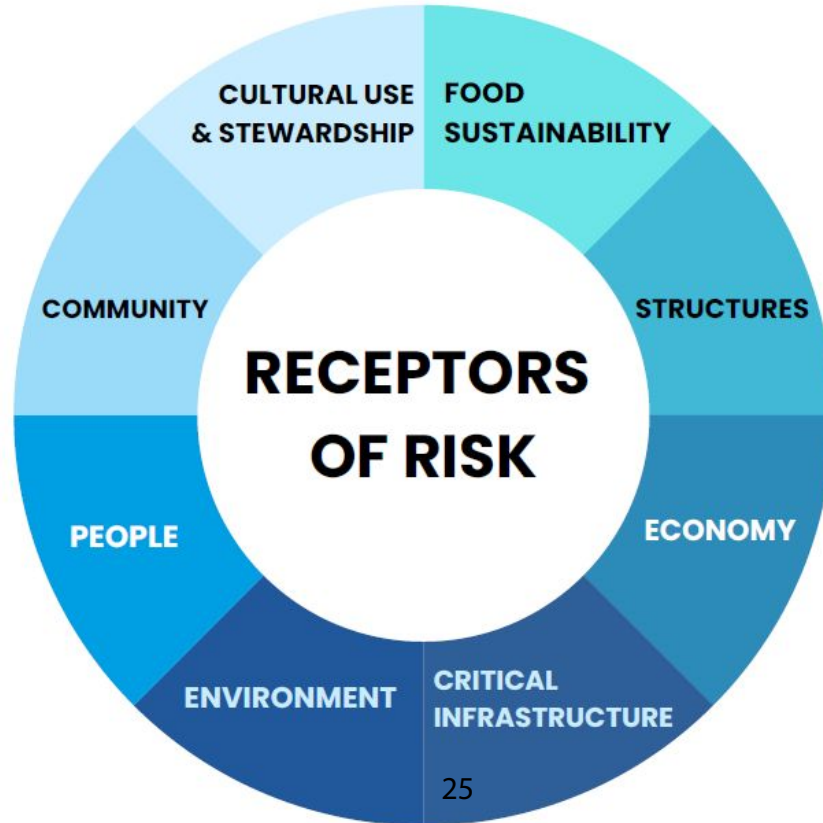 CULTURAL USE
& STEWARDSHIP
FOOD
SUSTAINABILITY
COMMUNITY
STRUCTURES
RECEPTORS
OF RISK
PEOPLE
ECONOMY
ENVIRONMENT
CRITICAL
INFRASTRUCTURE
25